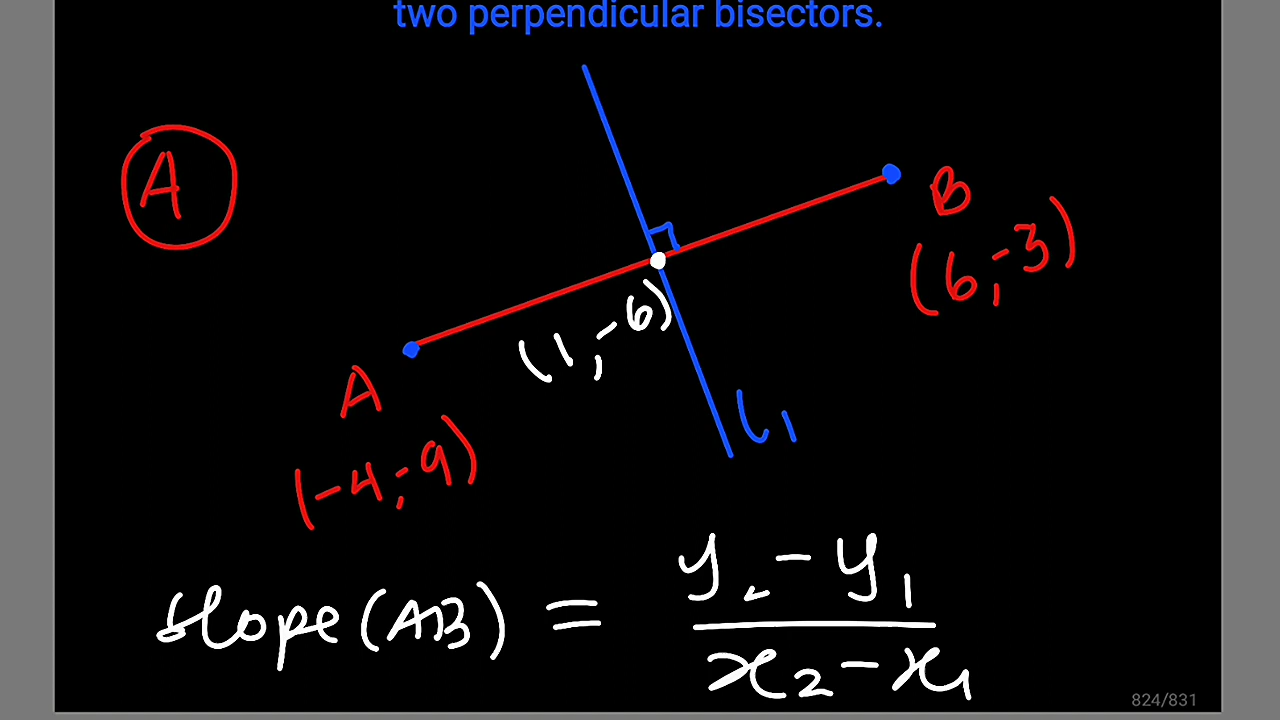 two perpendicular bisectors.
A
B
(6,-3)
(1,-6)
A
(-4,-9)
L1
slope(AB) = y2 - y1
x2 - x1
824/831